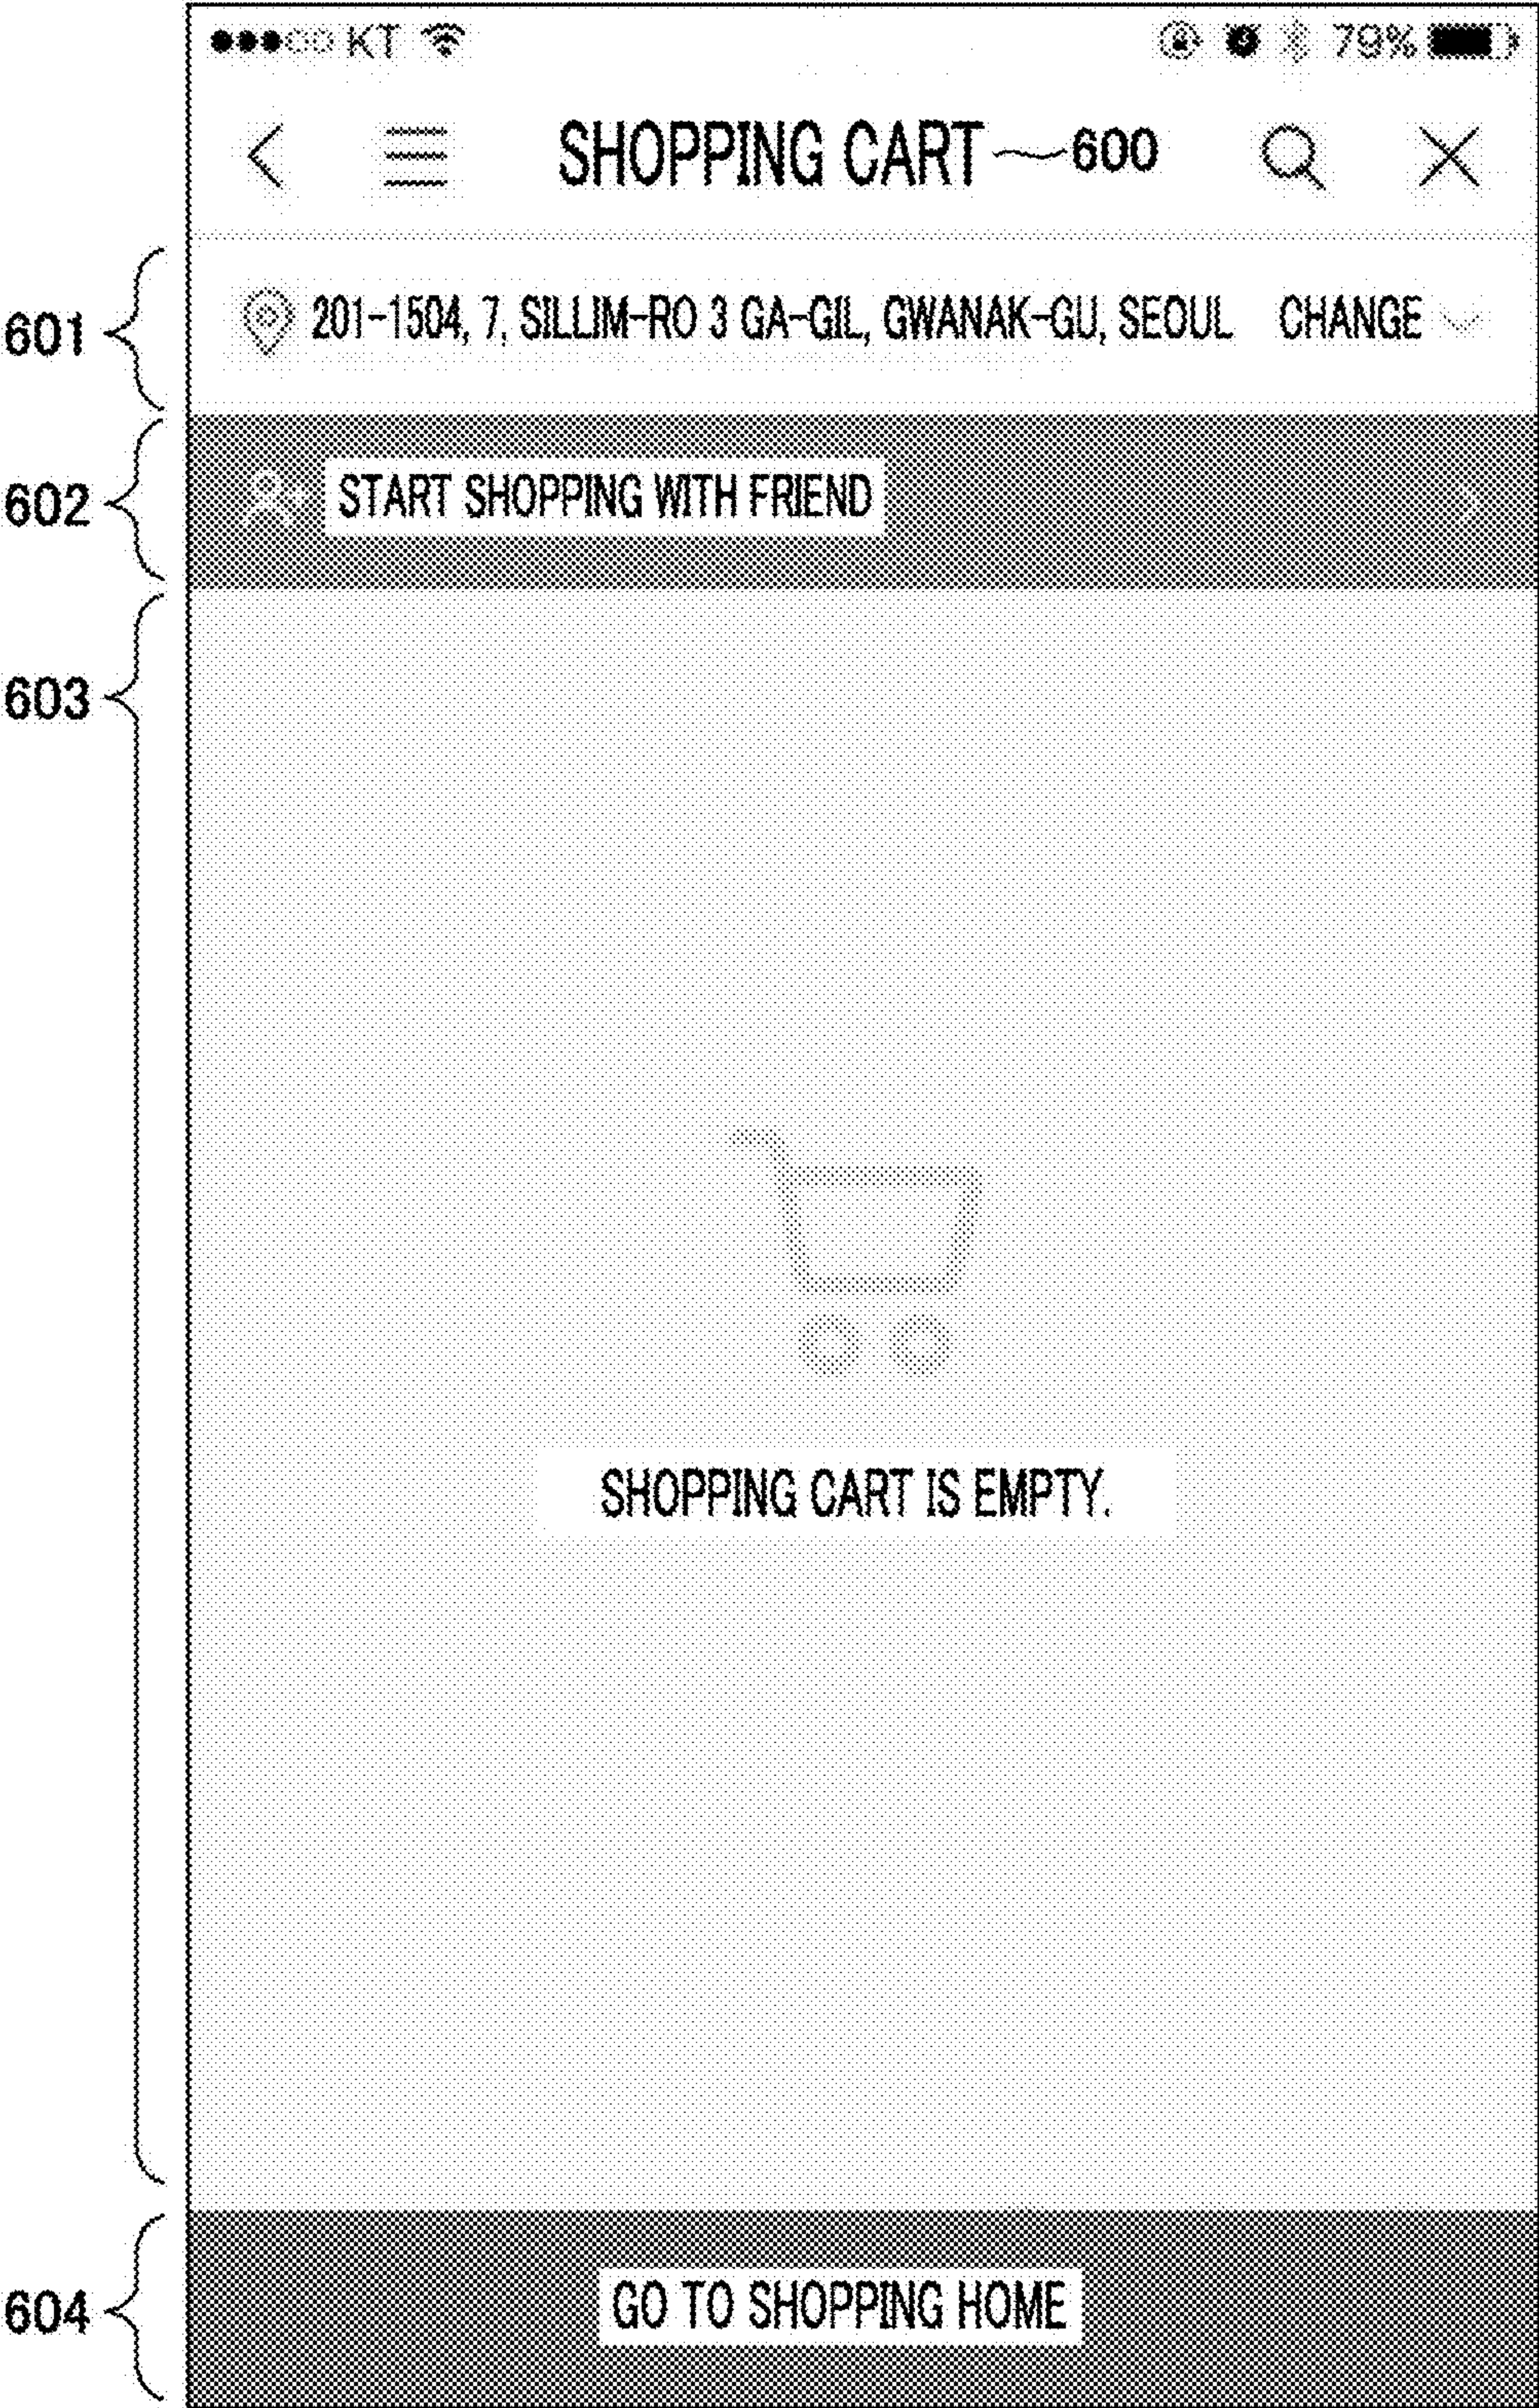 KT 79%
SHOPPING CART 600
601 201-1504, 7, SILLIM-RO 3 GA-GIL, GWANAK-GU, SEOUL CHANGE
602 START SHOPPING WITH FRIEND
603
SHOPPING CART IS EMPTY.
604 GO TO SHOPPING HOME